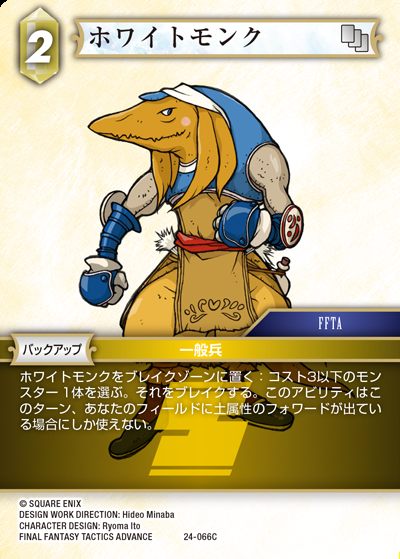 2
ホワイトモンク
FFTA
バックアップ
一般兵
ホワイトモンクをブレイクゾーンに置く：コスト3以下のモン
スター 1体を選ぶ。それをブレイクする。このアビリティはこ
のターン、あなたのフィールドに土属性のフォワードが出てい
る場合にしか使えない。
© SQUARE ENIX
DESIGN WORK DIRECTION: Hideo Minaba
CHARACTER DESIGN: Ryoma Ito
FINAL FANTASY TACTICS ADVANCE
24-066C